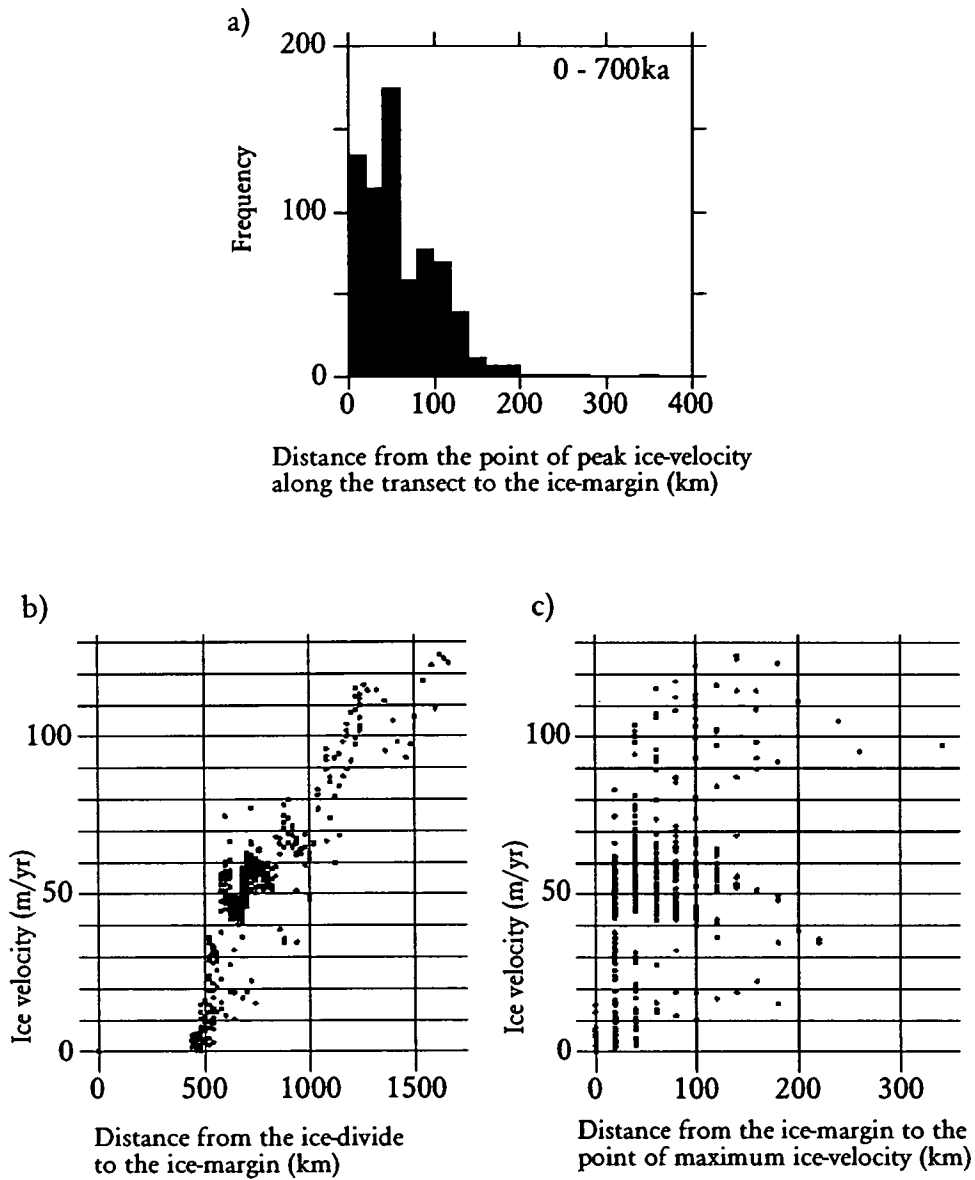 a)
200
0 - 700ka
Frequency
100
0
0 100 200 300 400
Distance from the point of peak ice-velocity
along the transect to the ice-margin (km)
b)
Ice velocity (m/yr)
100
50
0
0 500 1000 1500
Distance from the ice-divide
to the ice-margin (km)
c)
Ice velocity (m/yr)
100
50
0
0 100 200 300
Distance from the ice-margin to the
point of maximum ice-velocity (km)